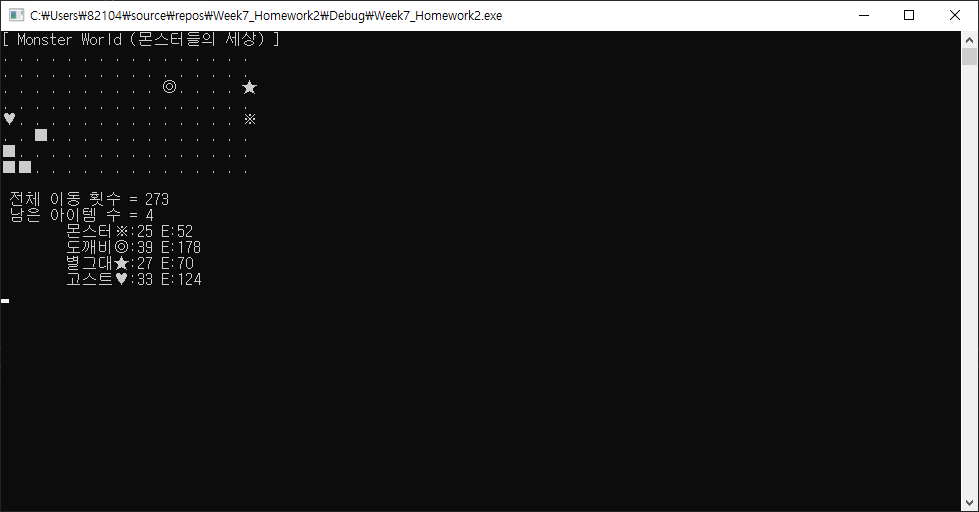 C:₩Users₩82104₩source₩repos₩Week7_Homework2₩Debug₩Week7_Homework2.exe
[ Monster World (몬스터들의 세상) ]
. . . . . . . . . . . . . . . .
. . . . . . . . . . . . . . . .
. . . . . . . . . . ◎. . . . ★
. . . . . . . . . . . . . . . .
♥. . . . . . . . . . . . . . ※
. . ■. . . . . . . . . . . . .
■. . . . . . . . . . . . . . .
■■. . . . . . . . . . . . . .
전체 이동 횟수 = 273
남은 아이템 수 = 4
몬스터※:25 E:52
도깨비◎:39 E:178
별그대★:27 E:70
고스트♥:33 E:124